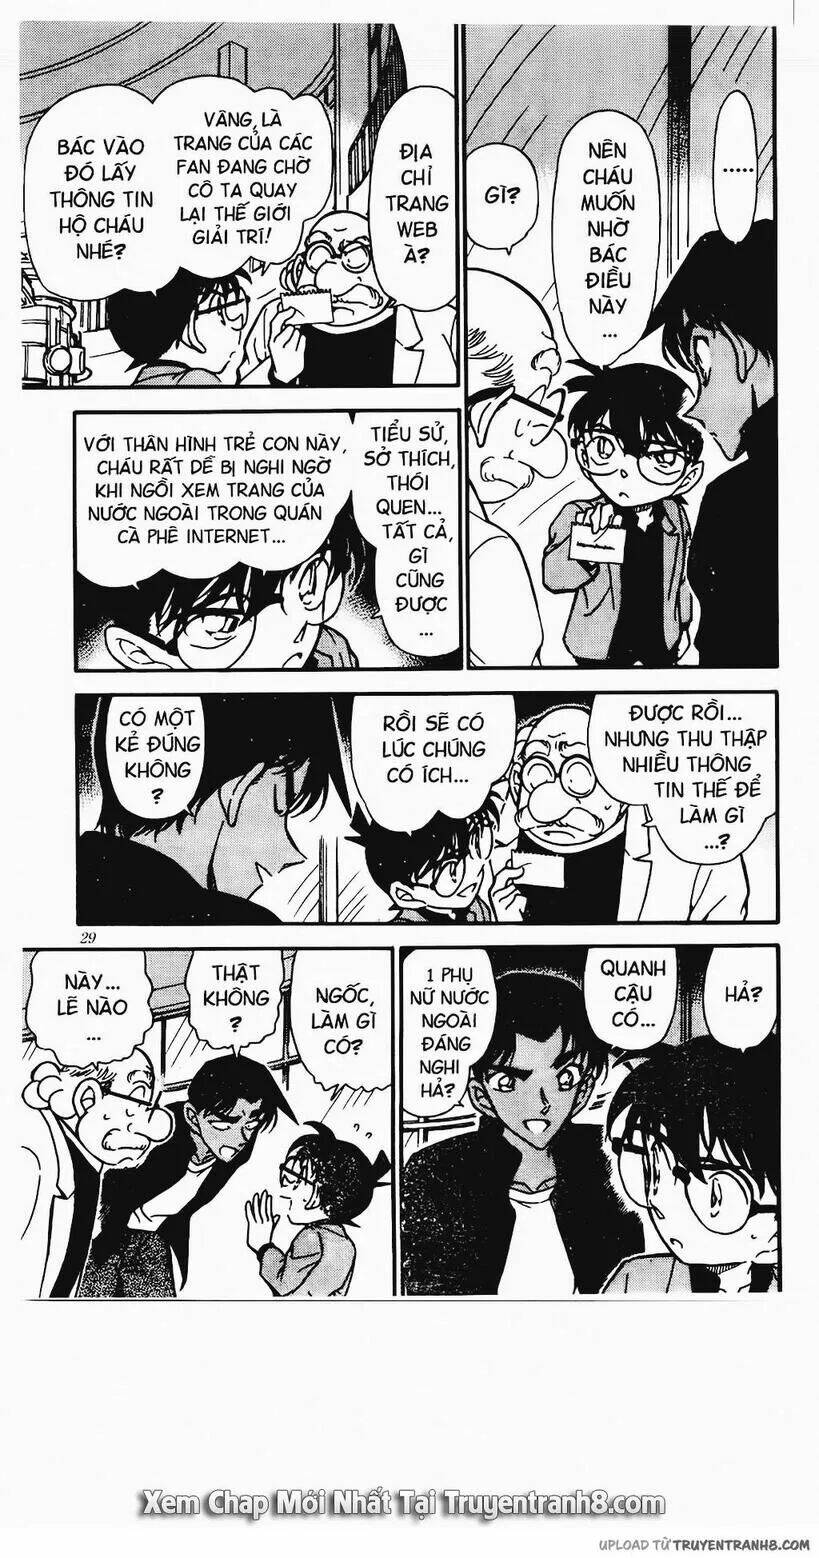 ......
NÊN
CHÁU
MUỐN
NHỜ
BÁC
ĐIỀU
NÀY
...
GÌ?
ĐỊA
CHỈ
TRANG
WEB
À?
VÂNG, LÀ
TRANG CỦA CÁC
FAN ĐANG CHỜ
CÔ TA QUAY
LẠI THẾ GIỚI
GIẢI TRÍ!
BÁC VÀO
ĐÓ LẤY
THÔNG TIN
HỘ CHÁU
NHÉ?
TIỂU SỬ,
SỞ THÍCH,
THÓI
QUEN...
TẤT CẢ,
GÌ
CŨNG
ĐƯỢC
...
VỚI THÂN HÌNH TRẺ CON NÀY,
CHÁU RẤT DỄ BỊ NGHI NGỜ
KHI NGỒI XEM TRANG CỦA
NƯỚC NGOÀI TRONG QUÁN
CÀ PHÊ INTERNET...
ĐƯỢC RỒI...
NHƯNG THU THẬP
NHIỀU THÔNG
TIN THẾ ĐỂ
LÀM GÌ
...?
RỒI SẼ CÓ
LÚC CHÚNG
CÓ ÍCH...
CÓ MỘT
KẺ ĐÚNG
KHÔNG
?
29
HẢ?
QUANH
CẬU
CÓ...
1 PHỤ
NỮ NƯỚC
NGOÀI
ĐÁNG
NGHI
HẢ?
NGỐC,
LÀM GÌ
CÓ?
THẬT
KHÔNG
?
NÀY...
LẼ NÀO
...
Xem Chap Mới Nhất Tại Truyentranh8.com
UPLOAD TỪ TRUYENTRANH8.COM